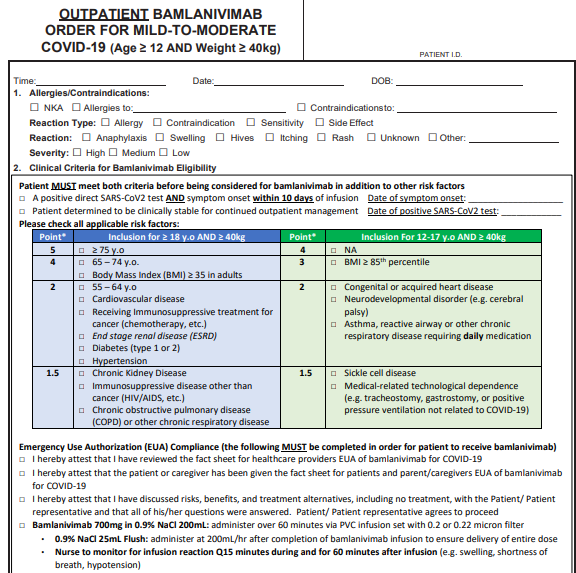 OUTPATIENT BAMLANIVIMAB
ORDER FOR MILD-TO-MODERATE
COVID-19 (Age ≥ 12 AND Weight ≥ 40kg)
PATIENT I.D.
Time:____ Date:____ DOB:____
1. Allergies/Contraindications:
☐ NKA ☐ Allergies to:____ ☐ Contraindicationsto:____
Reaction Type: ☐ Allergy ☐ Contraindication ☐ Sensitivity ☐ Side Effect
Reaction: ☐ Anaphylaxis ☐ Swelling ☐ Hives ☐ Itching ☐ Rash ☐ Unknown ☐ Other:____
Severity: ☐ High ☐ Medium ☐ Low
2. Clinical Criteria for Bamlanivimab Eligibility
Patient MUST meet both criteria before being considered for bamlanivimab in addition to other risk factors
☐ A positive direct SARS-CoV2 test AND symptom onset within 10 days of infusion Date of symptom onset: ____
☐ Patient determined to be clinically stable for continued outpatient management Date of positive SARS-CoV2 test: ____
Please check all applicable risk factors:
Point* Inclusion for ≥ 18 y.o AND ≥ 40kg Point* Inclusion For 12-17 y.o AND ≥ 40kg
5 ☐ ≥ 75 y.o 4 ☐ NA
4 ☐ 65 – 74 y.o. 3 ☐ BMI ≥ 85th percentile
☐ Body Mass Index (BMI) ≥ 35 in adults
2 ☐ 55 – 64 y.o 2 ☐ Congenital or acquired heart disease
☐ Cardiovascular disease ☐ Neurodevelopmental disorder (e.g. cerebral
☐ Receiving Immunosuppressive treatment for palsy)
cancer (chemotherapy, etc.) ☐ Asthma, reactive airway or other chronic
☐ End stage renal disease (ESRD) respiratory disease requiring daily medication
☐ Diabetes (type 1 or 2)
☐ Hypertension
1.5 ☐ Chronic Kidney Disease 1.5 ☐ Sickle cell disease
☐ Immunosuppressive disease other than ☐ Medical-related technological dependence
cancer (HIV/AIDS, etc.) (e.g. tracheostomy, gastrostomy, or positive
☐ Chronic obstructive pulmonary disease pressure ventilation not related to COVID-19)
(COPD) or other chronic respiratory disease
Emergency Use Authorization (EUA) Compliance (the following MUST be completed in order for patient to receive bamlanivimab)
☐ I hereby attest that I have reviewed the fact sheet for healthcare providers EUA of bamlanivimab for COVID-19
☐ I hereby attest that the patient or caregiver has been given the fact sheet for patients and parent/caregivers EUA of bamlanivimab
for COVID-19
☐ I hereby attest that I have discussed risks, benefits, and treatment alternatives, including no treatment, with the Patient/ Patient
representative and that all of his/her questions were answered. Patient/ Patient representative agrees to proceed
☐ Bamlanivimab 700mg in 0.9% NaCl 200mL: administer over 60 minutes via PVC infusion set with 0.2 or 0.22 micron filter
• 0.9% NaCl 25mL Flush: administer at 200mL/hr after completion of bamlanivimab infusion to ensure delivery of entire dose
• Nurse to monitor for infusion reaction Q15 minutes during and for 60 minutes after infusion (e.g. swelling, shortness of
breath, hypotension)